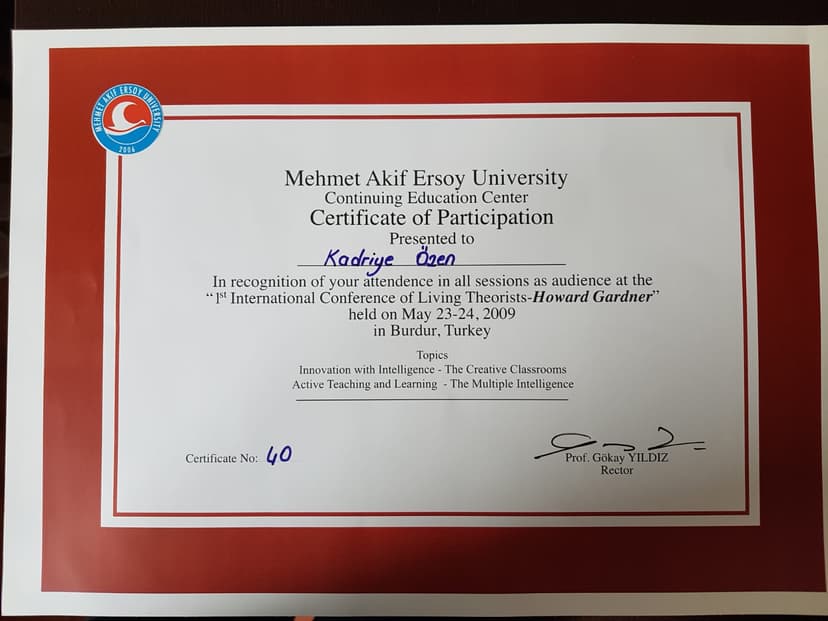 MEHMET AKİF ERSOY UNIVERSITY
2006
Mehmet Akif Ersoy University
Continuing Education Center
Certificate of Participation
Presented to
Kadriye Özen
In recognition of your attendence in all sessions as audience at the
“1st International Conference of Living Theorists-Howard Gardner”
held on May 23-24, 2009
in Burdur, Turkey
Topics
Innovation with Intelligence - The Creative Classrooms
Active Teaching and Learning - The Multiple Intelligence
Certificate No: 40
Prof. Gökay YILDIZ
Rector